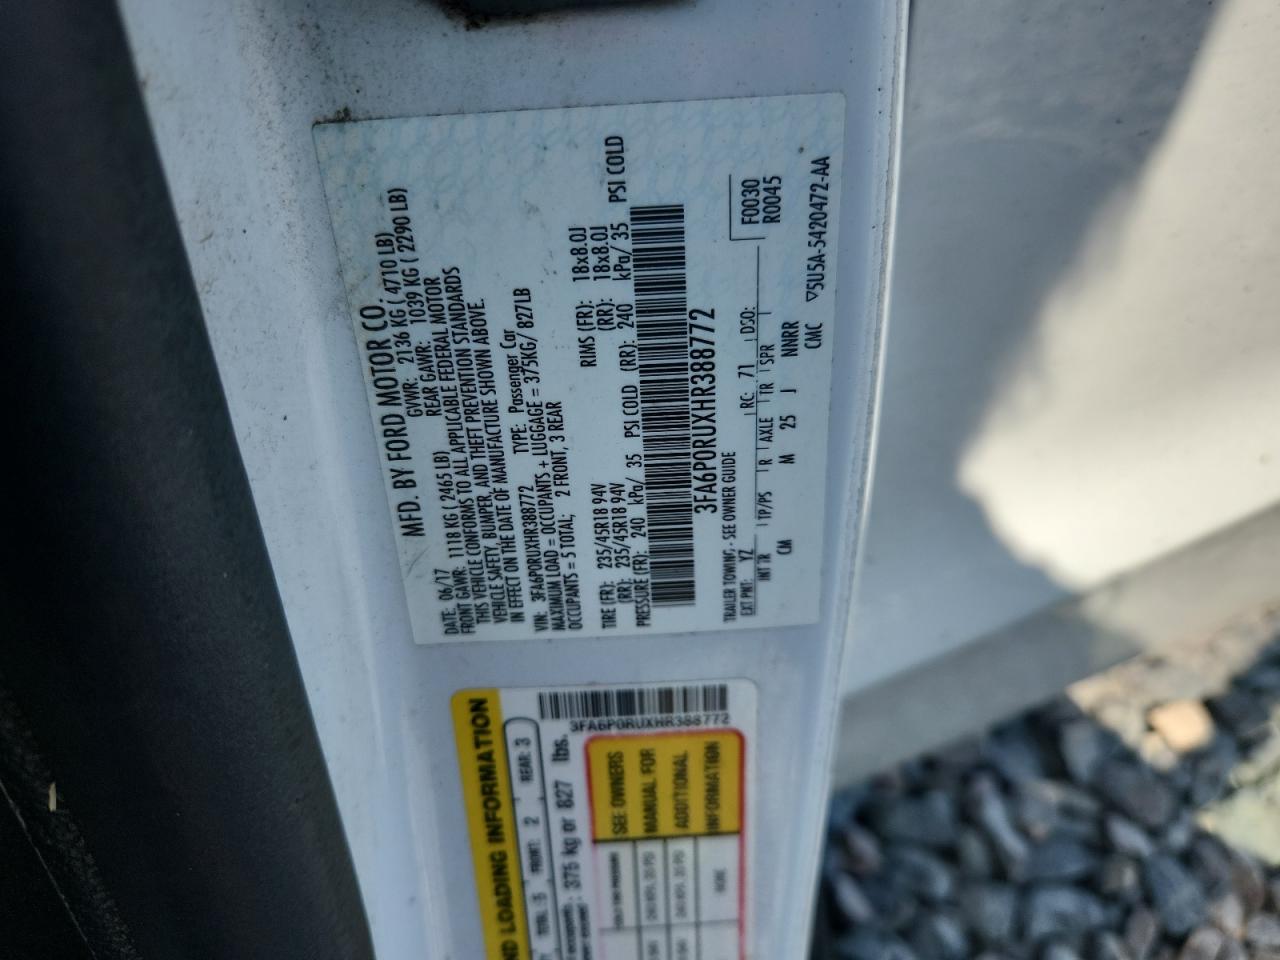 MFD. BY FORD MOTOR CO.
DATE: 06/17 GVWR: 2136 KG ( 4710 LB)
FRONT GAWR: 1118 KG ( 2465 LB) REAR GAWR: 1039 KG ( 2290 LB)
THIS VEHICLE CONFORMS TO ALL APPLICABLE FEDERAL MOTOR
VEHICLE SAFETY, BUMPER, AND THEFT PREVENTION STANDARDS
IN EFFECT ON THE DATE OF MANUFACTURE SHOWN ABOVE.
VIN: 3FA6P0RUXHR388772 TYPE: Passenger Car
MAXIMUM LOAD = OCCUPANTS + LUGGAGE = 375KG/ 827LB
OCCUPANTS = 5 TOTAL; 2 FRONT, 3 REAR
TIRE (FR): 235/45R18 94V RIMS (FR): 18x8.0J
(RR): 235/45R18 94V (RR): 18x8.0J
PRESSURE (FR): 240 kPa/ 35 PSI COLD (RR): 240 kPa/ 35 PSI COLD
3FA6P0RUXHR388772
TRAILER TOWING, - SEE OWNER GUIDE
F0030
R0045
EXT PNT: YZ RC: 71 DSO:
INT TR TP/PS R AXLE TR SPR
CM M 25 J NNRR
CMC ▽5U5A-5420472-AA
3FA6P0RUXHR388772
ND LOADING INFORMATION
5 FRONT: 2 REAR: 3
375 kg or 827 lbs.
SEE OWNERS
MANUAL FOR
ADDITIONAL
INFORMATION